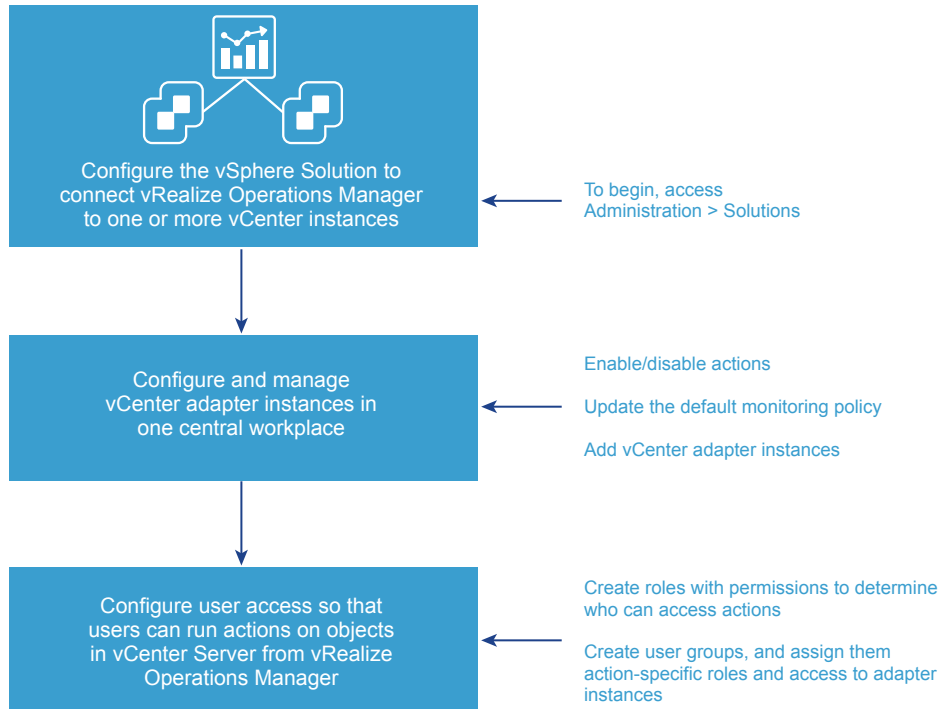 Configure the vSphere Solution to
connect vRealize Operations Manager
to one or more vCenter instances
To begin, access
Administration > Solutions
Configure and manage
vCenter adapter instances in
one central workplace
Enable/disable actions
Update the default monitoring policy
Add vCenter adapter instances
Configure user access so that
users can run actions on objects
in vCenter Server from vRealize
Operations Manager
Create roles with permissions to determine
who can access actions
Create user groups, and assign them
action-specific roles and access to adapter
instances